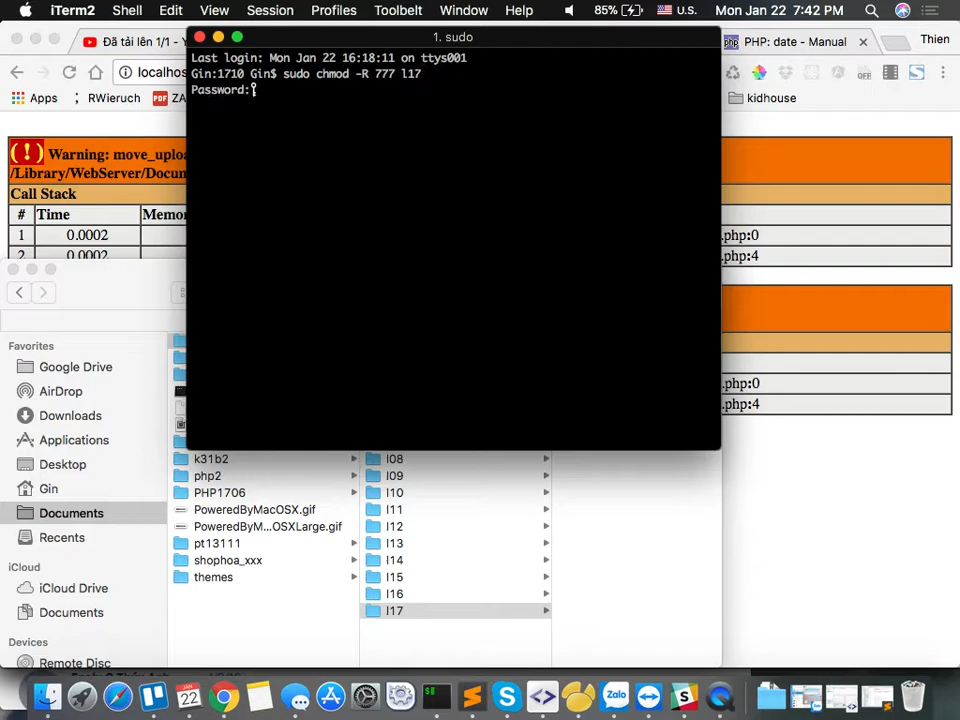 iTerm2 Shell Edit View Session Profiles Toolbelt Window Help 85% U.S. Mon Jan 22 7:42 PM
Đã tải lên 1/1 - Y
1. sudo
PHP: date - Manual
Thien
localhos
Apps
RWieruch
PDF
ZA
kidhouse
Last login: Mon Jan 22 16:18:11 on ttys001
Gin:1710 Gin$ sudo chmod -R 777 l17
Password:
(!) Warning: move_uploa
/Library/WebServer/Docum
Call Stack
# Time Memor
1 0.0002 .php:0
2 0.0002 .php:4
.php:0
.php:4
Favorites
Google Drive
AirDrop
Downloads
Applications
Desktop
Gin
Documents
Recents
iCloud
iCloud Drive
Documents
Devices
Remote Disc
k31b2
php2
PHP1706
PoweredByMacOSX.gif
PoweredByM...OSXLarge.gif
pt13111
shophoa_xxx
themes
l08
l09
l10
l11
l12
l13
l14
l15
l16
l17
JAN
22
Zalo